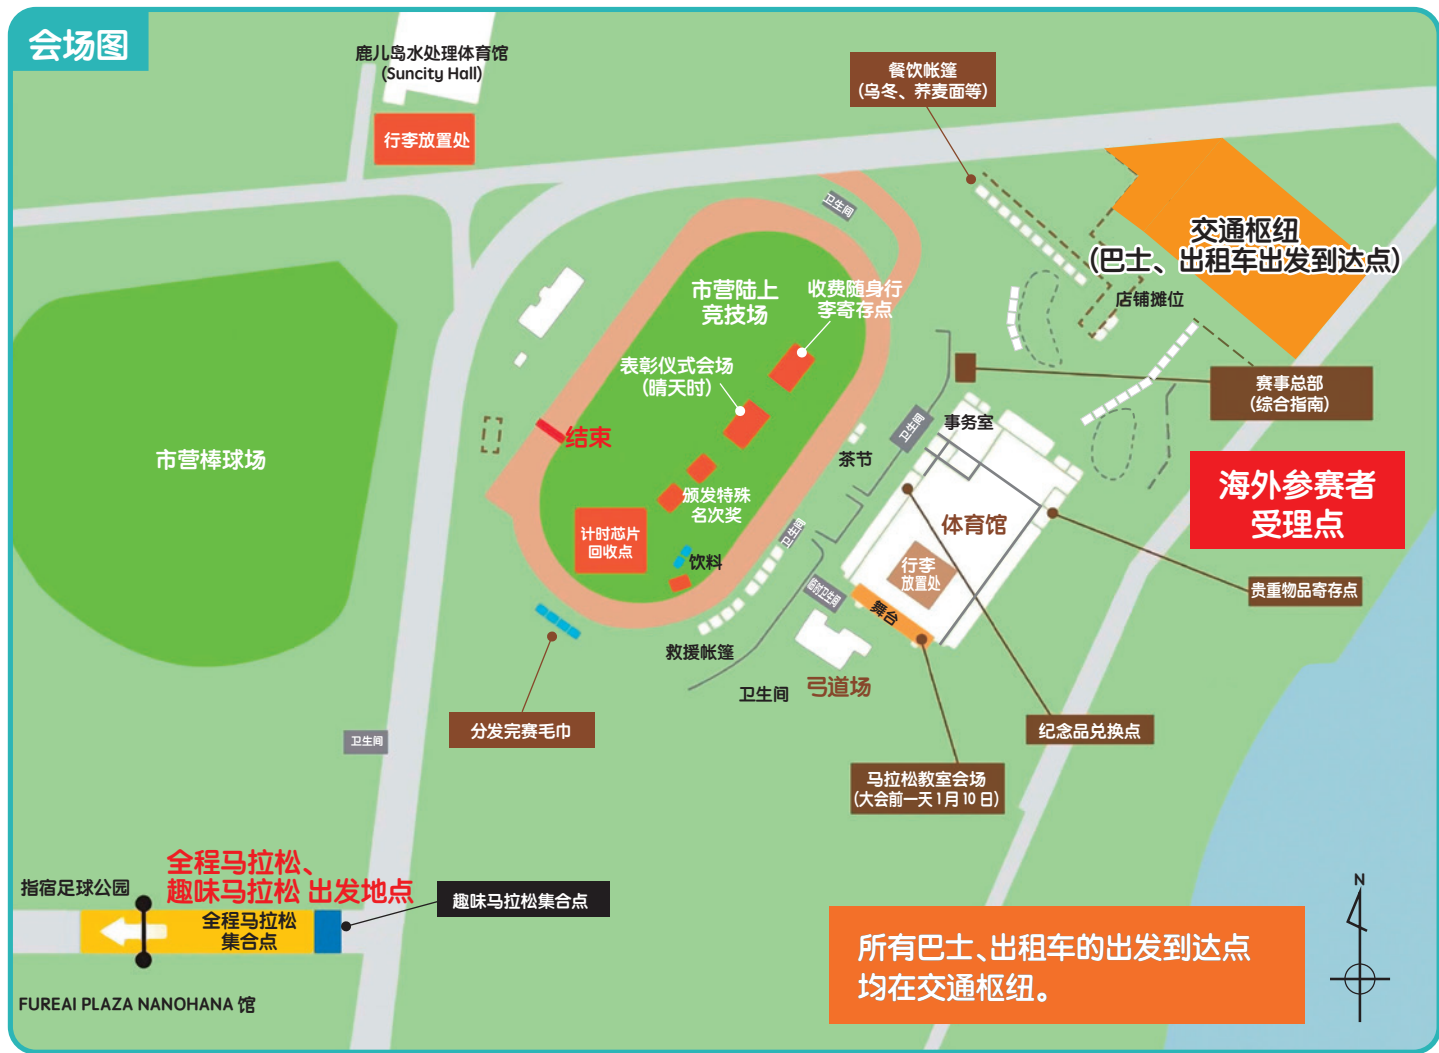 会场图
鹿儿岛水处理体育馆
(Suncity Hall)
行李放置处
餐饮帐篷
(乌冬、荞麦面等)
卫生间
交通枢纽
(巴士、出租车出发到达点)
店铺摊位
市营陆上
竞技场
收费随身行
李寄存点
表彰仪式会场
(晴天时)
赛事总部
(综合指南)
结束
卫生间
事务室
茶节
市营棒球场
颁发特殊
名次奖
海外参赛者
受理点
体育馆
计时芯片
回收点
卫生间
饮料
行李
放置处
贵重物品寄存点
舞台
救援帐篷
卫生间
弓道场
分发完赛毛巾
纪念品兑换点
卫生间
马拉松教室会场
(大会前一天1月10日)
全程马拉松、
趣味马拉松 出发地点
指宿足球公园
趣味马拉松集合点
全程马拉松
集合点
N
所有巴士、出租车的出发到达点
均在交通枢纽。
FUREAI PLAZA NANOHANA 馆